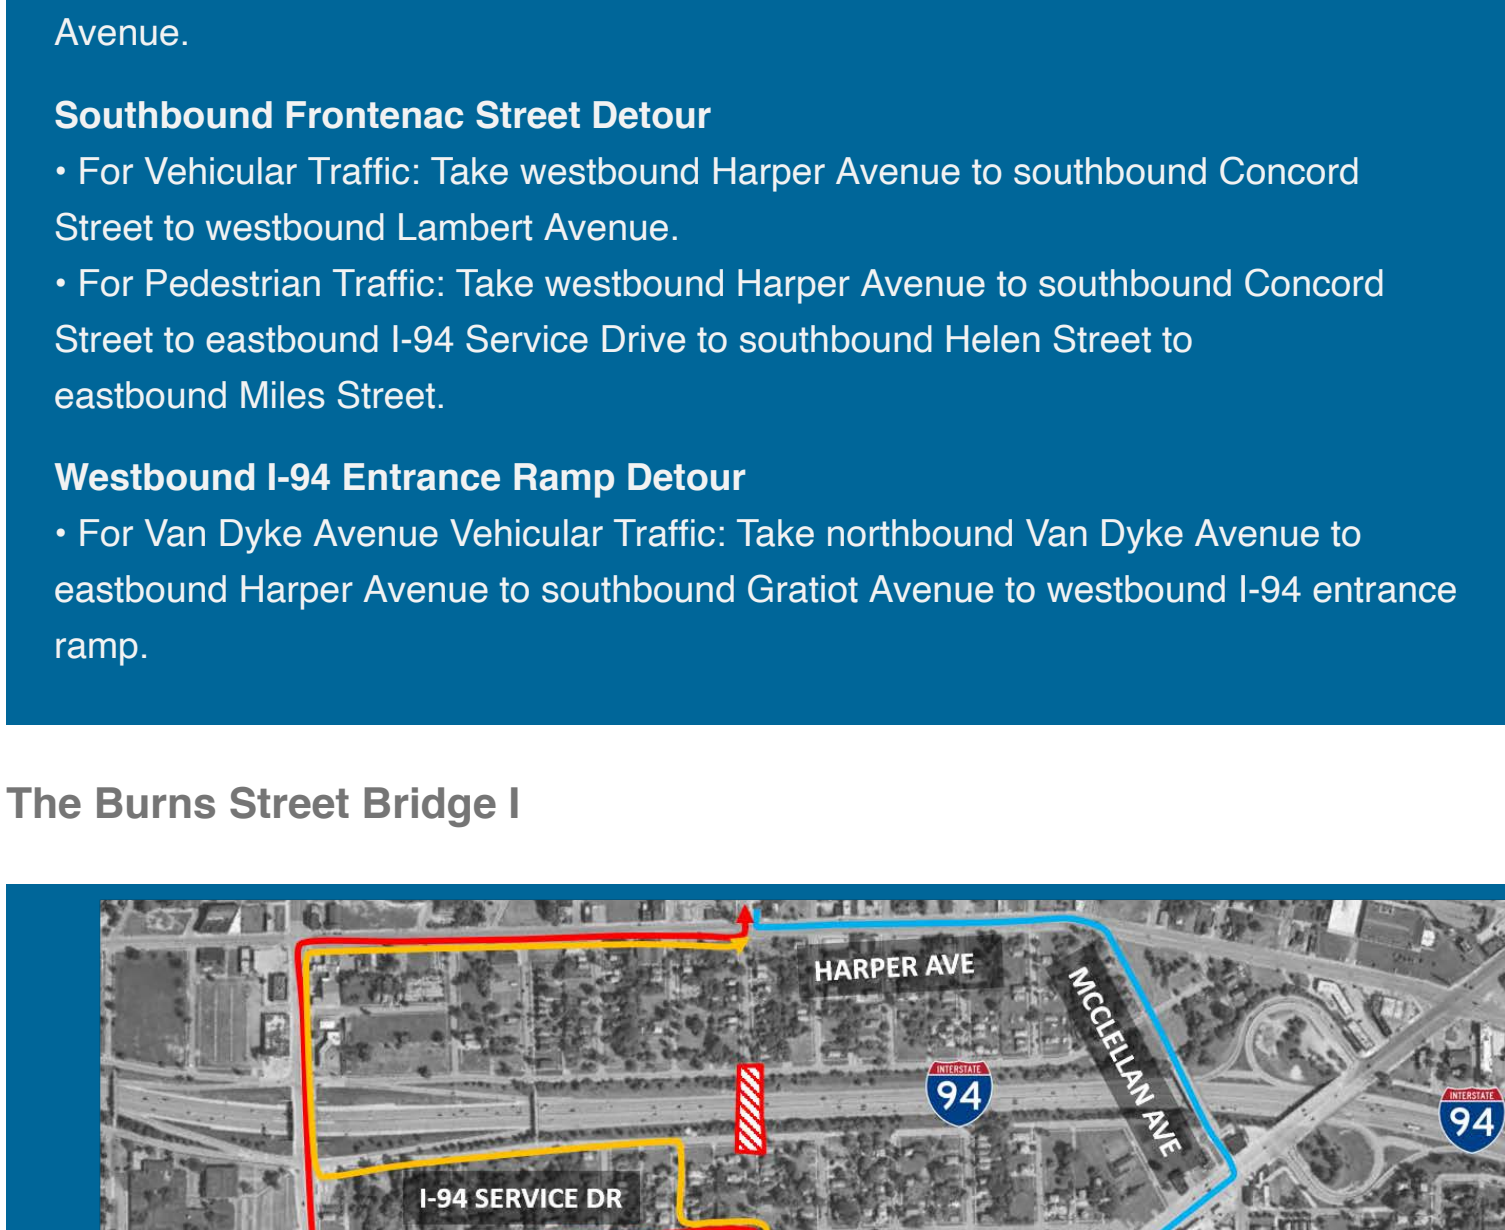 Avenue.
Southbound Frontenac Street Detour
• For Vehicular Traffic: Take westbound Harper Avenue to southbound Concord
Street to westbound Lambert Avenue.
• For Pedestrian Traffic: Take westbound Harper Avenue to southbound Concord
Street to eastbound I-94 Service Drive to southbound Helen Street to
eastbound Miles Street.
Westbound I-94 Entrance Ramp Detour
• For Van Dyke Avenue Vehicular Traffic: Take northbound Van Dyke Avenue to
eastbound Harper Avenue to southbound Gratiot Avenue to westbound I-94 entrance
ramp.
The Burns Street Bridge I
HARPER AVE
MCCLELLAN AVE
INTERSTATE
94
INTERSTATE
94
I-94 SERVICE DR